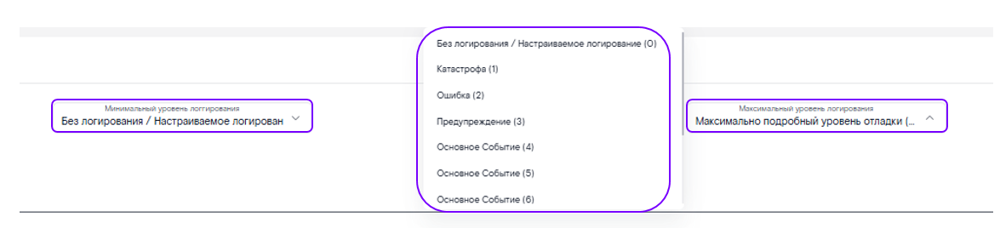 Минимальный уровень логгирования
Без логирования / Настраиваемое логирован
Без логирования / Настраиваемое логирование (0)
Катастрофа (1)
Ошибка (2)
Предупреждение (3)
Основное Событие (4)
Основное Событие (5)
Основное Событие (6)
Максимальный уровень логирования
Максимально подробный уровень отладки (...